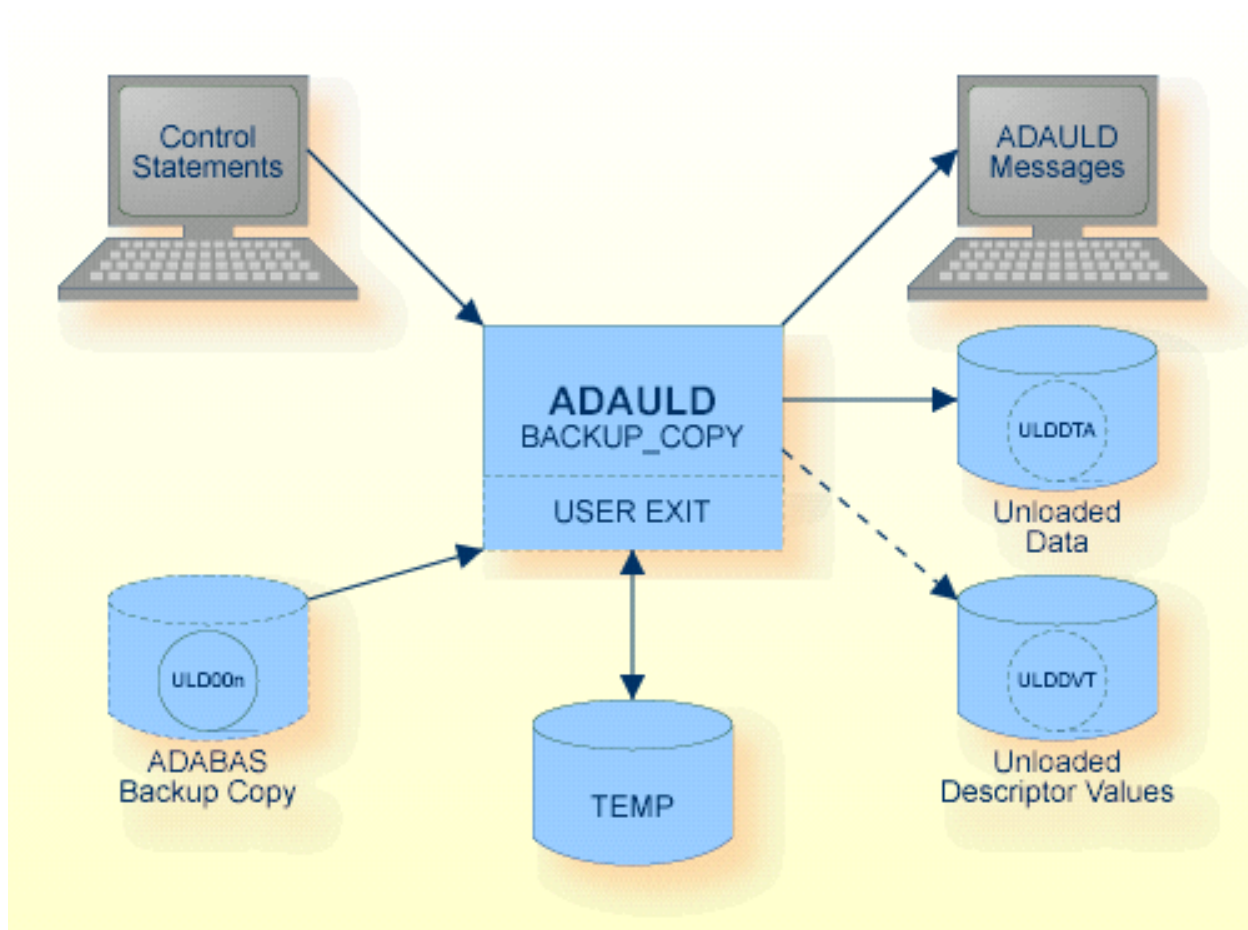 Control
Statements
ADAULD
Messages
ADAULD
BACKUP_COPY
USER EXIT
ULDDTA
Unloaded
Data
ULD00n
ADABAS
Backup Copy
TEMP
ULDDVT
Unloaded
Descriptor Values